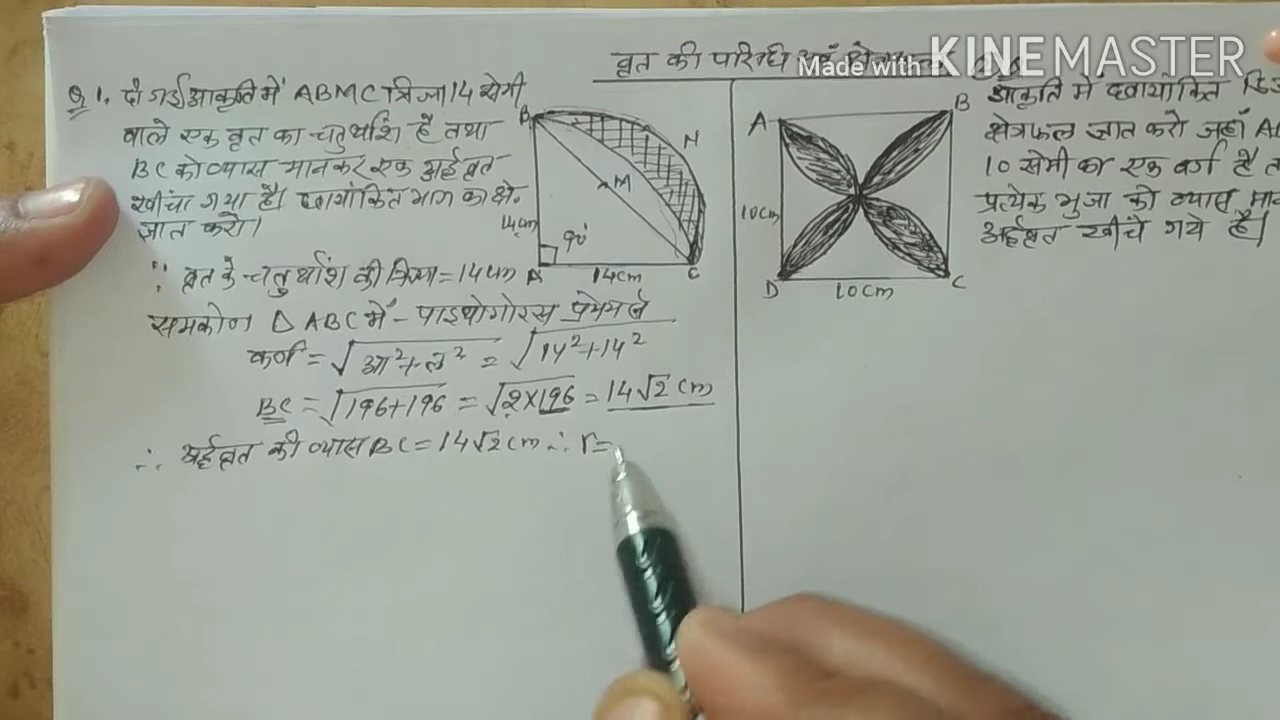 वृत की परिधि एवं
Made with KINEMASTER
Q 1. दी गई आकृति में ABMC त्रिज्या 14 सेमी
वाले एक वृत का चतुर्थांश है तथा
BC को व्यास मानकर एक अर्द्धवृत
खींचा गया है। छायांकित भाग का क्षे.
ज्ञात करो।
B
N
M
14cm
90°
A
14cm
C
∵ वृत के चतुर्थांश की त्रिज्या = 14cm
समकोण △ ABC में - पाइथोगोरस प्रमेय से
कर्ण = √आ²+ल² = √14²+14²
BC = √196+196 = √2×196 = 14√2 cm
∴ अर्द्धवृत की व्यास BC = 14√2 cm ∴ r=
A
B
10cm
D
10cm
C
आकृति में छायांकित
क्षेत्रफल ज्ञात करो जहाँ
10 सेमी का एक वर्ग है
प्रत्येक भुजा को व्यास
अर्द्धवृत खींचे गये है।